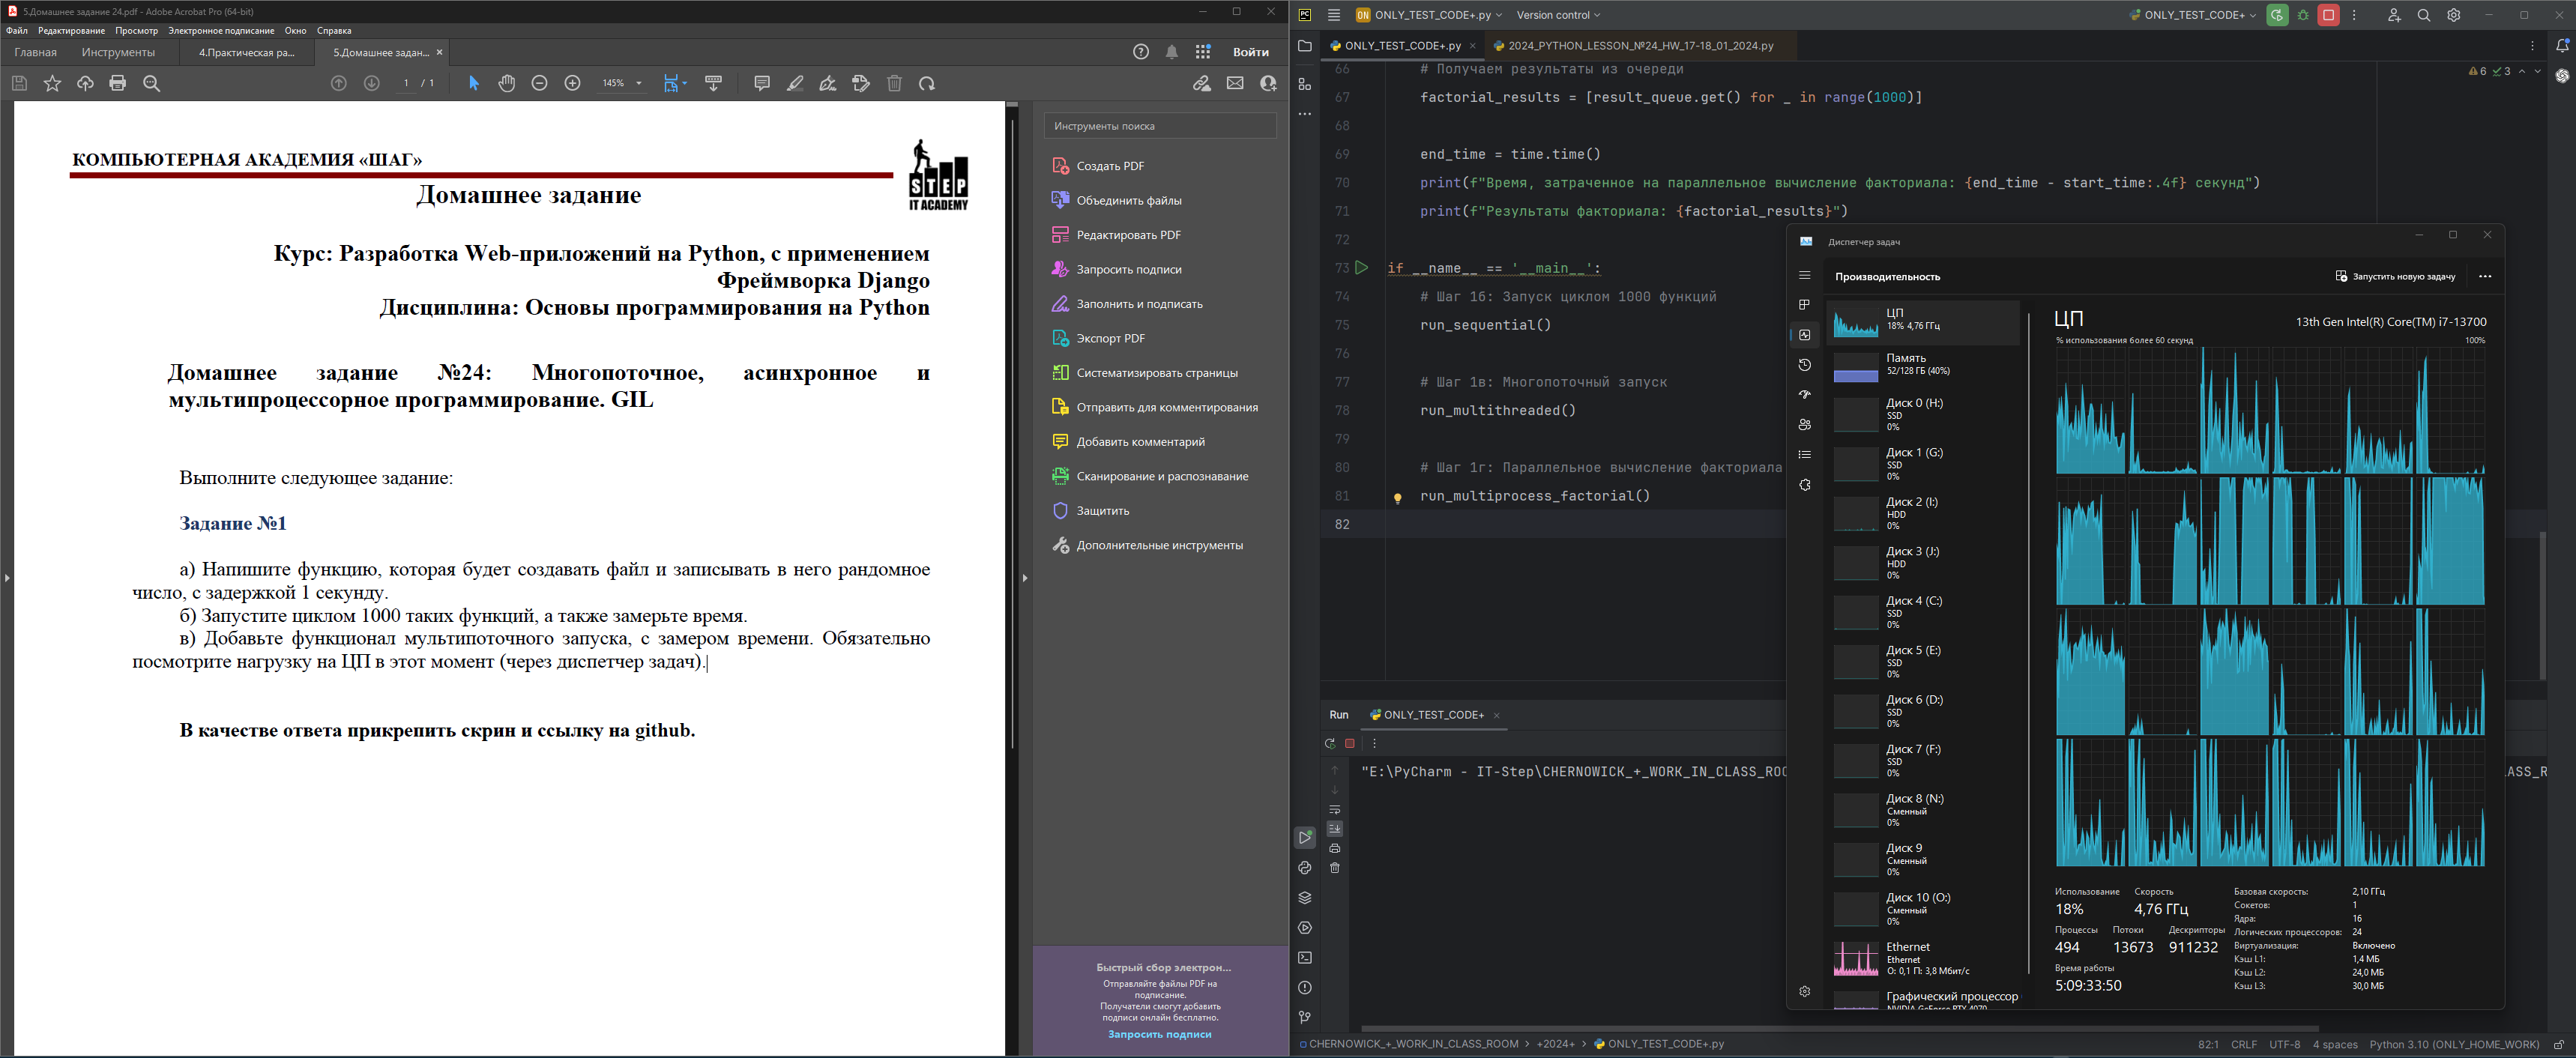 5.Домашнее задание 24.pdf - Adobe Acrobat Pro (64-bit)
Файл Редактирование Просмотр Электронное подписание Окно Справка
Главная Инструменты 4.Практическая ра... 5.Домашнее задан... ×
Войти
1 / 1
145%
КОМПЬЮТЕРНАЯ АКАДЕМИЯ «ШАГ»
STEP
IT ACADEMY
Домашнее задание
Курс: Разработка Web-приложений на Python, с применением
Фреймворка Django
Дисциплина: Основы программирования на Python
Домашнее задание №24: Многопоточное, асинхронное и
мультипроцессорное программирование. GIL
Выполните следующее задание:
Задание №1
а) Напишите функцию, которая будет создавать файл и записывать в него рандомное
число, с задержкой 1 секунду.
б) Запустите циклом 1000 таких функций, а также замерьте время.
в) Добавьте функционал мультипоточного запуска, с замером времени. Обязательно
посмотрите нагрузку на ЦП в этот момент (через диспетчер задач).
В качестве ответа прикрепить скрин и ссылку на github.
Инструменты поиска
Создать PDF
Объединить файлы
Редактировать PDF
Запросить подписи
Заполнить и подписать
Экспорт PDF
Систематизировать страницы
Отправить для комментирования
Добавить комментарий
Сканирование и распознавание
Защитить
Дополнительные инструменты
Быстрый сбор электрон...
Отправляйте файлы PDF на
подписание.
Получатели смогут добавить
подписи онлайн бесплатно.
Запросить подписи
PC
ON ONLY_TEST_CODE+.py Version control
ONLY_TEST_CODE+
ONLY_TEST_CODE+.py × 2024_PYTHON_LESSON_№24_HW_17-18_01_2024.py
6 3
66 # Получаем результаты из очереди
67 factorial_results = [result_queue.get() for _ in range(1000)]
68
69 end_time = time.time()
70 print(f"Время, затраченное на параллельное вычисление факториала: {end_time - start_time:.4f} секунд")
71 print(f"Результаты факториала: {factorial_results}")
72
73 if __name__ == '__main__':
74 # Шаг 1б: Запуск циклом 1000 функций
75 run_sequential()
76
77 # Шаг 1в: Многопоточный запуск
78 run_multithreaded()
79
80 # Шаг 1г: Параллельное вычисление факториала
81 run_multiprocess_factorial()
82
Run ONLY_TEST_CODE+ ×
"E:\PyCharm - IT-Step\CHERNOWICK_+_WORK_IN_CLASS_ROO
ASS_R
CHERNOWICK_+_WORK_IN_CLASS_ROOM > +2024+ > ONLY_TEST_CODE+.py
82:1 CRLF UTF-8 4 spaces Python 3.10 (ONLY_HOME_WORK)
Диспетчер задач
Производительность
Запустить новую задачу
ЦП
18% 4,76 ГГц
Память
52/128 ГБ (40%)
Диск 0 (H:)
SSD
0%
Диск 1 (G:)
SSD
0%
Диск 2 (I:)
HDD
0%
Диск 3 (J:)
HDD
0%
Диск 4 (C:)
SSD
0%
Диск 5 (E:)
SSD
0%
Диск 6 (D:)
SSD
0%
Диск 7 (F:)
SSD
0%
Диск 8 (N:)
Сменный
0%
Диск 9
Сменный
0%
Диск 10 (O:)
Сменный
0%
Ethernet
Ethernet
О: 0,1 П: 3,8 Мбит/с
Графический процессор
NVIDIA GeForce RTX 4070
ЦП
13th Gen Intel(R) Core(TM) i7-13700
% использования более 60 секунд
100%
Использование Скорость
18% 4,76 ГГц
Процессы Потоки Дескрипторы
494 13673 911232
Время работы
5:09:33:50
Базовая скорость: 2,10 ГГц
Сокетов: 1
Ядра: 16
Логических процессоров: 24
Виртуализация: Включено
Кэш L1: 1,4 МБ
Кэш L2: 24,0 МБ
Кэш L3: 30,0 МБ